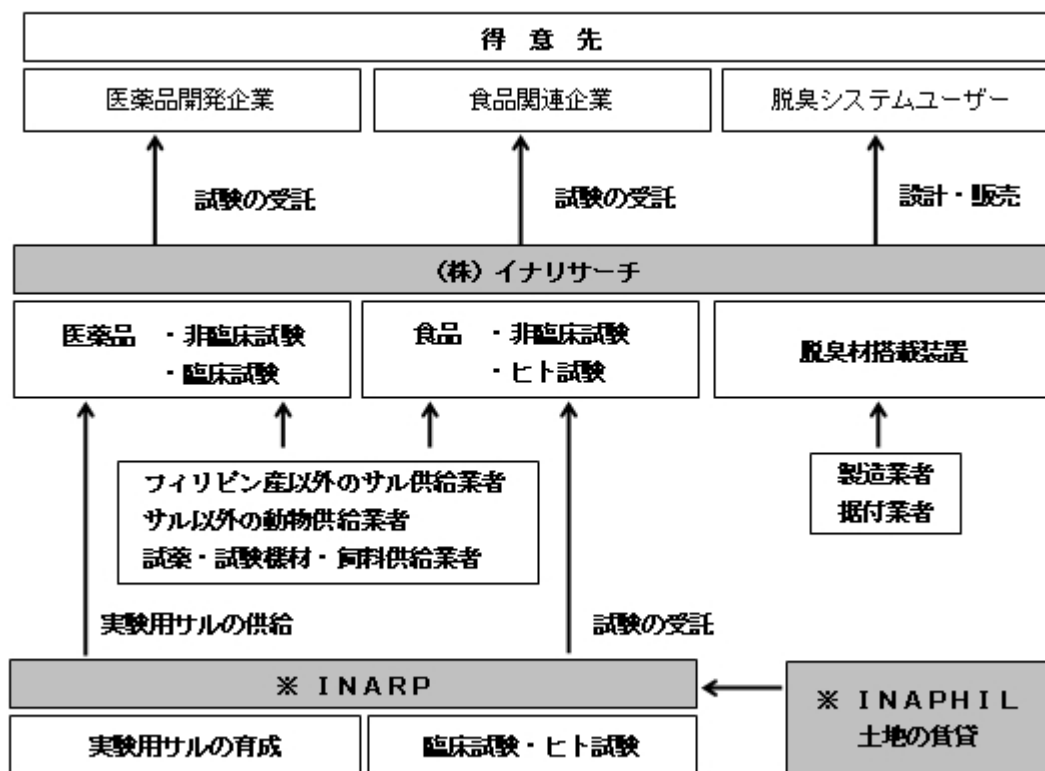 得 意 先
医薬品開発企業
食品関連企業
脱臭システムユーザー
試験の受託
試験の受託
設計・販売
(株)イナリサーチ
医薬品 ・非臨床試験
・臨床試験
食品 ・非臨床試験
・ヒト試験
脱臭材搭載装置
フィリピン産以外のサル供給業者
サル以外の動物供給業者
試薬・試験機材・飼料供給業者
製造業者
据付業者
実験用サルの供給
試験の受託
※ INARP
実験用サルの育成
臨床試験・ヒト試験
※ INAPHIL
土地の賃貸